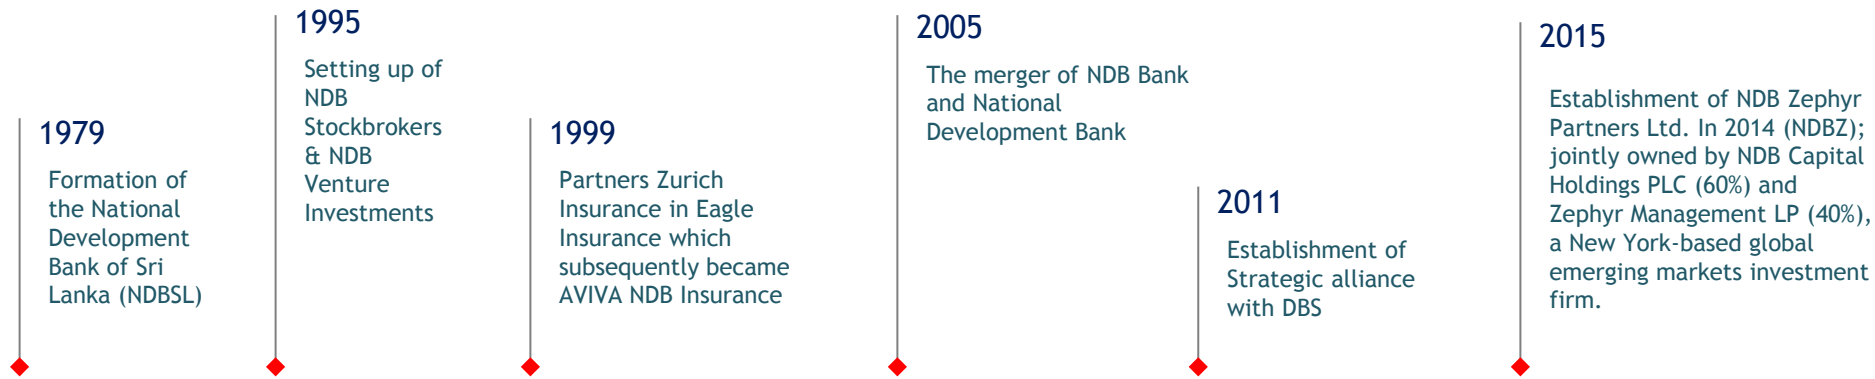 1979
Formation of
the National
Development
Bank of Sri
Lanka (NDBSL)
1995
Setting up of
NDB
Stockbrokers
& NDB
Venture
Investments
1999
Partners Zurich
Insurance in Eagle
Insurance which
subsequently became
AVIVA NDB Insurance
2005
The merger of NDB Bank
and National
Development Bank
2011
Establishment of
Strategic alliance
with DBS
2015
Establishment of NDB Zephyr
Partners Ltd. In 2014 (NDBZ);
jointly owned by NDB Capital
Holdings PLC (60%) and
Zephyr Management LP (40%),
a New York-based global
emerging markets investment
firm.